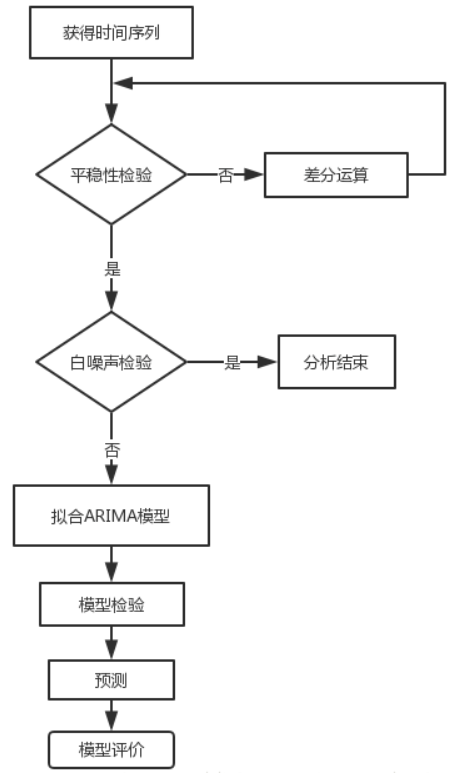 获得时间序列
平稳性检验
否
差分运算
是
白噪声检验
是
分析结束
否
拟合ARIMA模型
模型检验
预测
模型评价